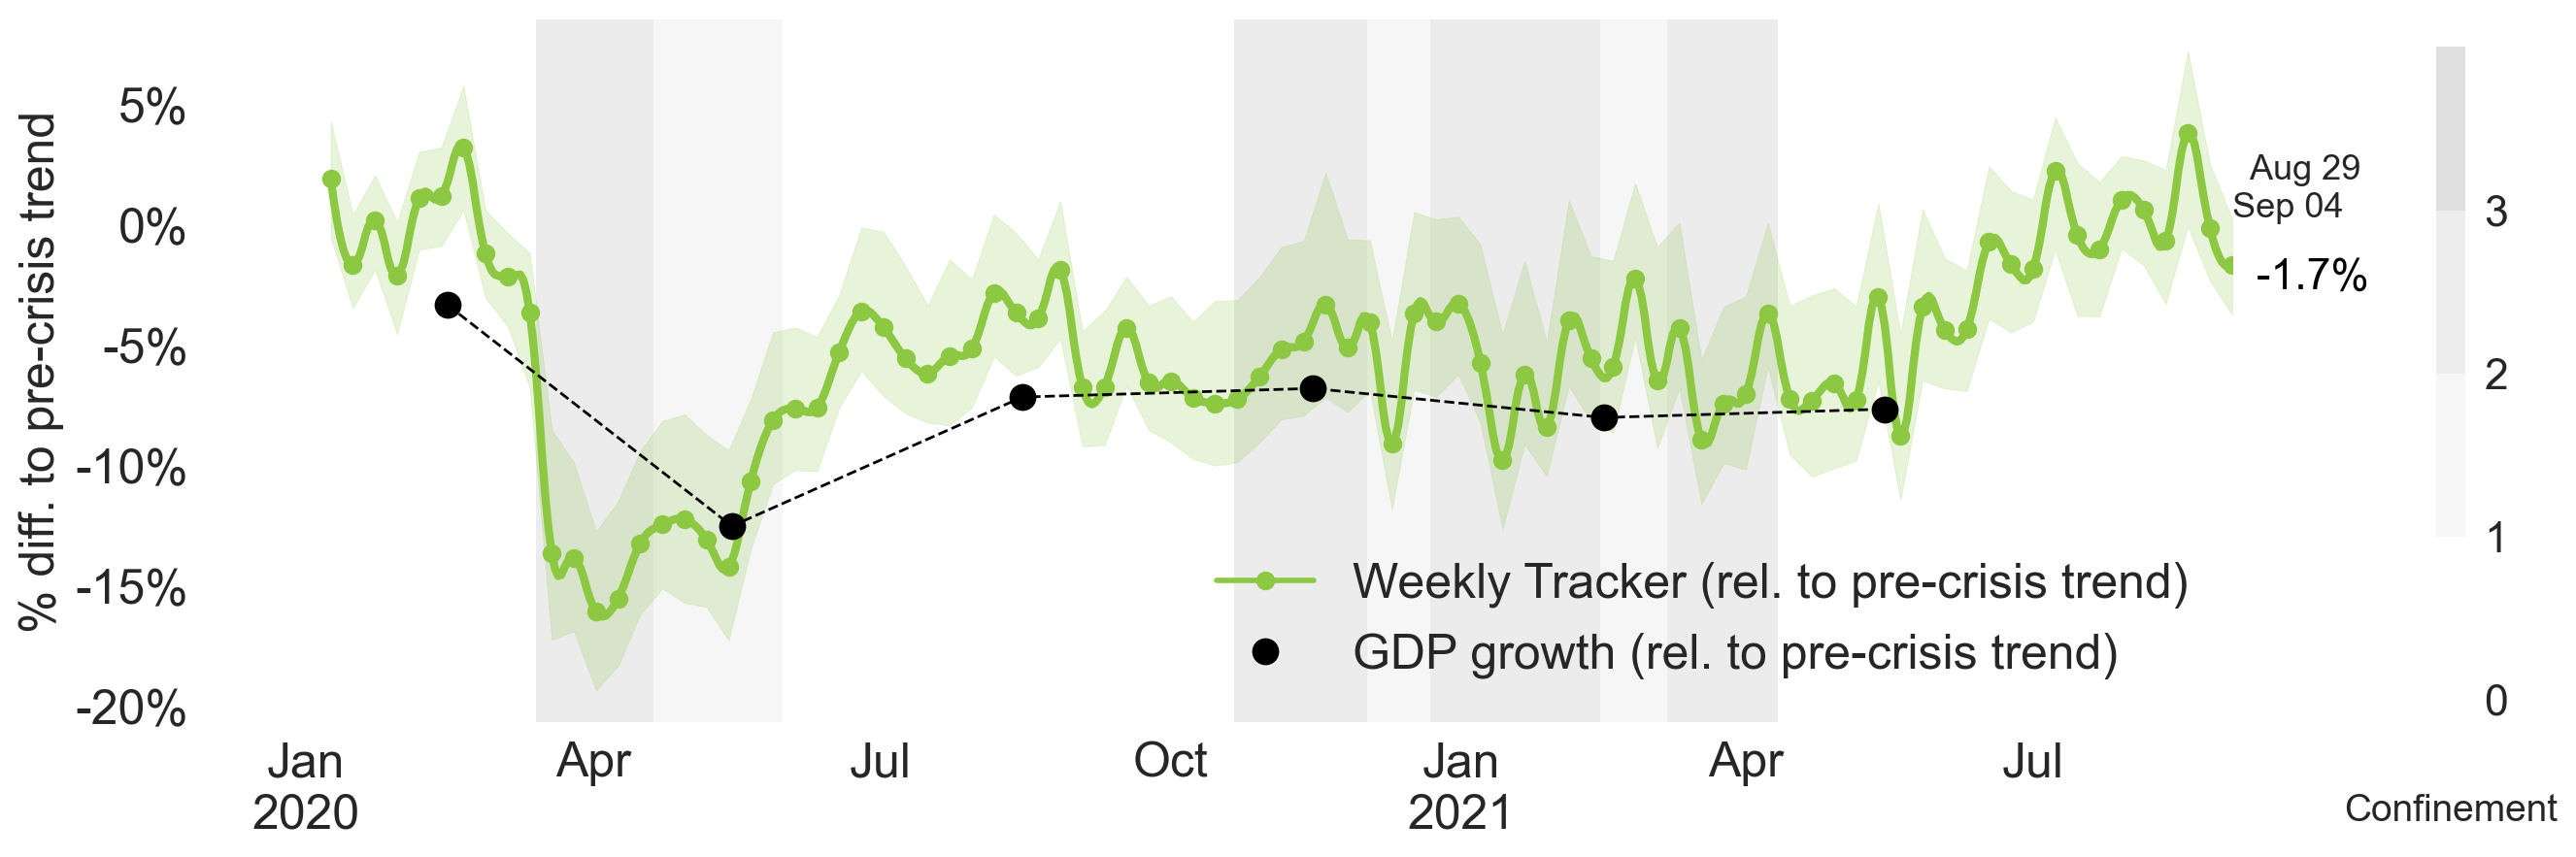 % diff. to pre-crisis trend
5%
0%
-5%
-10%
-15%
-20%
Jan
2020
Apr
Jul
Oct
Jan
2021
Apr
Jul
Aug 29
Sep 04
-1.7%
Weekly Tracker (rel. to pre-crisis trend)
GDP growth (rel. to pre-crisis trend)
3
2
1
0
Confinement